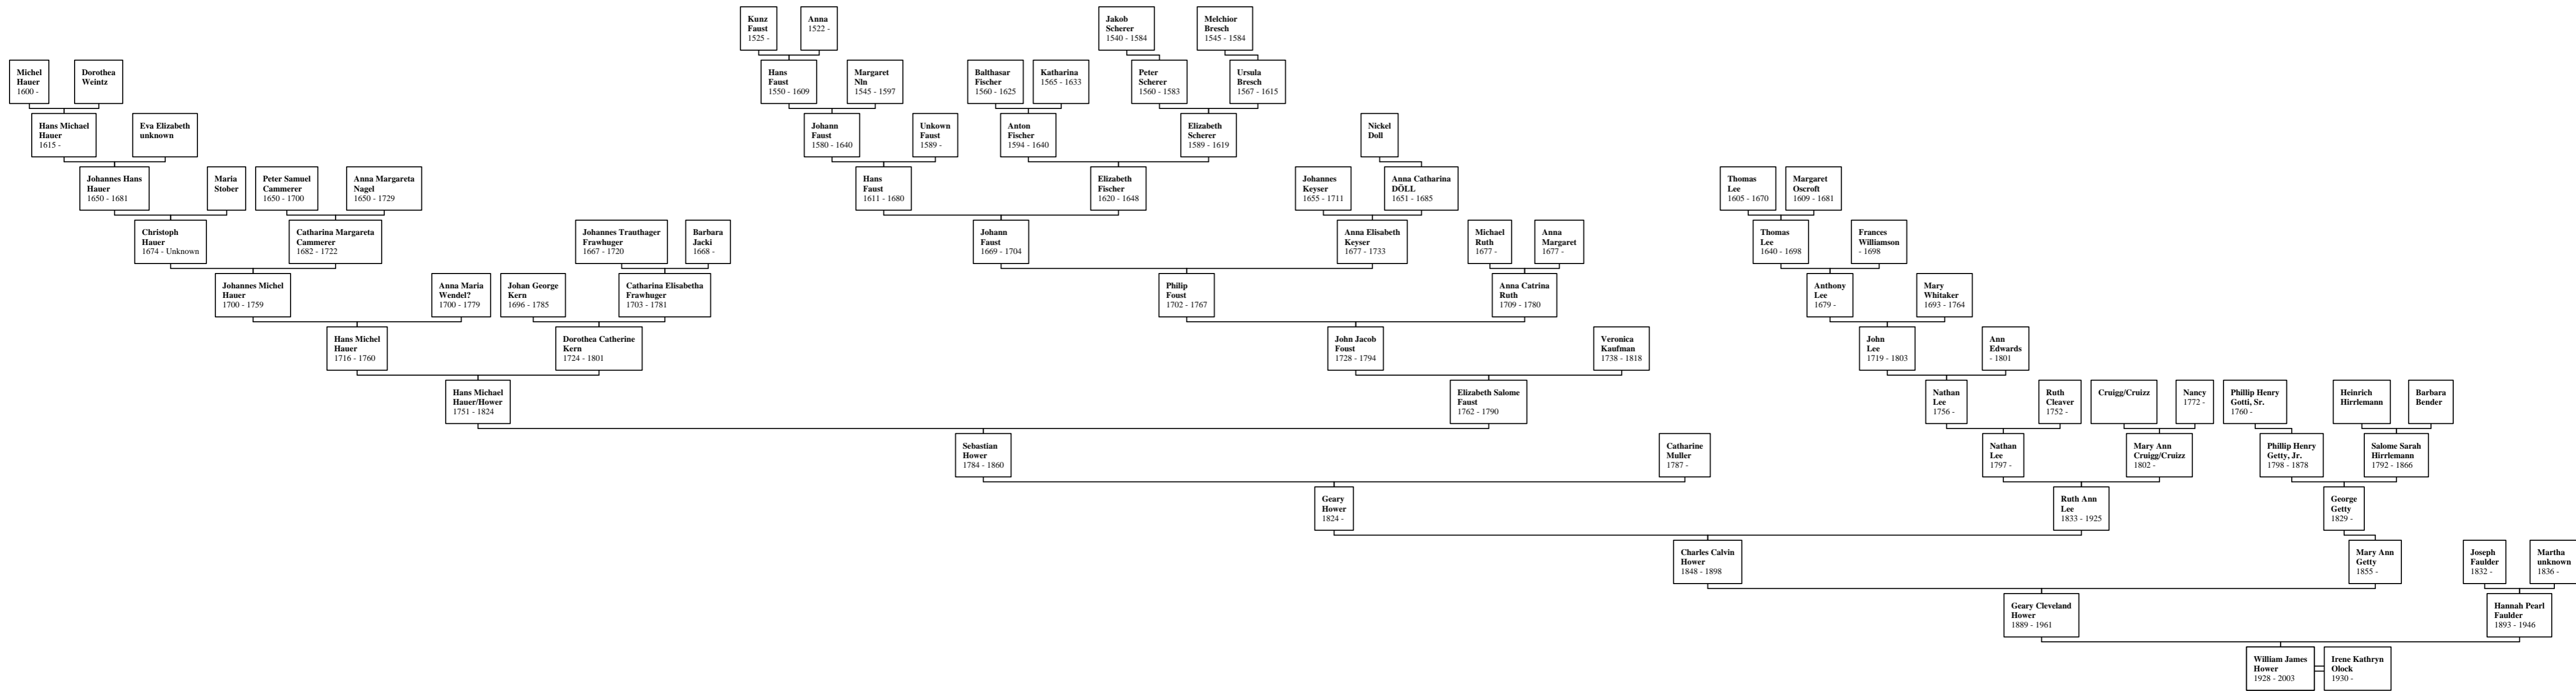 Kunz
Faust
1525 -
Anna
1522 -
Jakob
Scherer
1540 - 1584
Melchior
Bresch
1545 - 1584
Michel
Hauer
1600 -
Dorothea
Weintz
Hans
Faust
1550 - 1609
Margaret
Nln
1545 - 1597
Balthasar
Fischer
1560 - 1625
Katharina
1565 - 1633
Peter
Scherer
1560 - 1583
Ursula
Bresch
1567 - 1615
Hans Michael
Hauer
1615 -
Eva Elizabeth
unknown
Johann
Faust
1580 - 1640
Unkown
Faust
1589 -
Anton
Fischer
1594 - 1640
Elizabeth
Scherer
1589 - 1619
Nickel
Doll
Johannes Hans
Hauer
1650 - 1681
Maria
Stober
Peter Samuel
Cammerer
1650 - 1700
Anna Margareta
Nagel
1650 - 1729
Hans
Faust
1611 - 1680
Elizabeth
Fischer
1620 - 1648
Johannes
Keyser
1655 - 1711
Anna Catharina
DÖLL
1651 - 1685
Thomas
Lee
1605 - 1670
Margaret
Oscroft
1609 - 1681
Christoph
Hauer
1674 - Unknown
Catharina Margareta
Cammerer
1682 - 1722
Johannes Trauthager
Frawhuger
1667 - 1720
Barbara
Jacki
1668 -
Johann
Faust
1669 - 1704
Anna Elisabeth
Keyser
1677 - 1733
Michael
Ruth
1677 -
Anna
Margaret
1677 -
Thomas
Lee
1640 - 1698
Frances
Williamson
- 1698
Johannes Michel
Hauer
1700 - 1759
Anna Maria
Wendel?
1700 - 1779
Johan George
Kern
1696 - 1785
Catharina Elisabetha
Frawhuger
1703 - 1781
Philip
Foust
1702 - 1767
Anna Catrina
Ruth
1709 - 1780
Anthony
Lee
1679 -
Mary
Whitaker
1693 - 1764
Hans Michel
Hauer
1716 - 1760
Dorothea Catherine
Kern
1724 - 1801
John Jacob
Foust
1728 - 1794
Veronica
Kaufman
1738 - 1818
John
Lee
1719 - 1803
Ann
Edwards
- 1801
Hans Michael
Hauer/Hower
1751 - 1824
Elizabeth Salome
Faust
1762 - 1790
Nathan
Lee
1756 -
Ruth
Cleaver
1752 -
Cruigg/Cruizz
Nancy
1772 -
Phillip Henry
Gotti, Sr.
1760 -
Heinrich
Hirrlemann
Barbara
Bender
Sebastian
Hower
1784 - 1860
Catharine
Muller
1787 -
Nathan
Lee
1797 -
Mary Ann
Cruigg/Cruizz
1802 -
Phillip Henry
Getty, Jr.
1798 - 1878
Salome Sarah
Hirrlemann
1792 - 1866
Geary
Hower
1824 -
Ruth Ann
Lee
1833 - 1925
George
Getty
1829 -
Charles Calvin
Hower
1848 - 1898
Mary Ann
Getty
1855 -
Joseph
Faulder
1832 -
Martha
unknown
1836 -
Geary Cleveland
Hower
1889 - 1961
Hannah Pearl
Faulder
1893 - 1946
William James
Hower
1928 - 2003
Irene Kathryn
Olock
1930 -